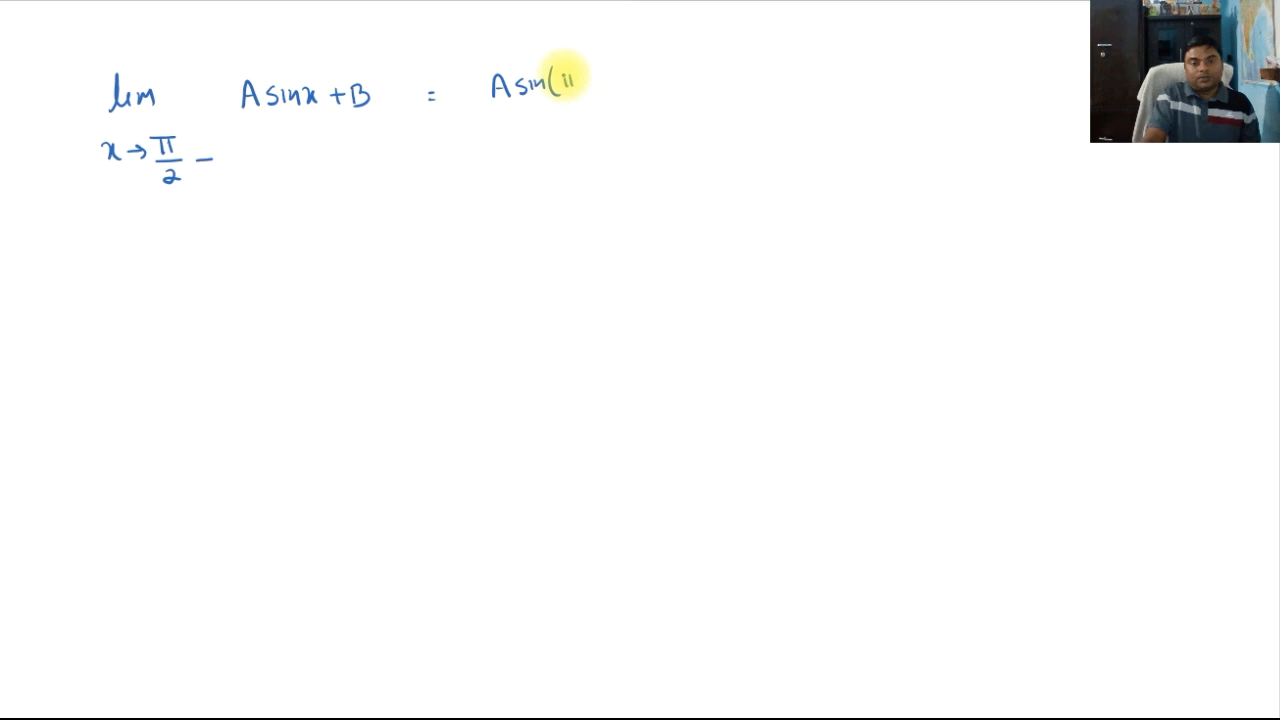 lim A sinx + B = A sin(π
x → π/2 -